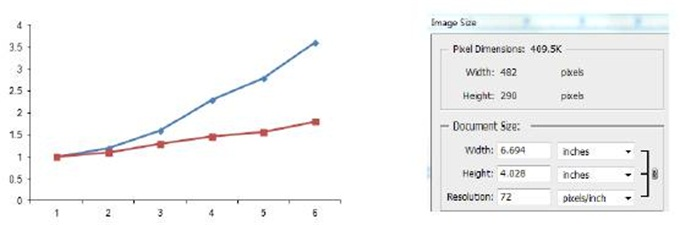 4
3.5
3
2.5
2
1.5
1
0.5
0
1 2 3 4 5 6
Image Size
Pixel Dimensions: 409.5K
Width: 482 pixels
Height: 290 pixels
Document Size:
Width: 6.694 inches
Height: 4.028 inches
Resolution: 72 pixels/inch